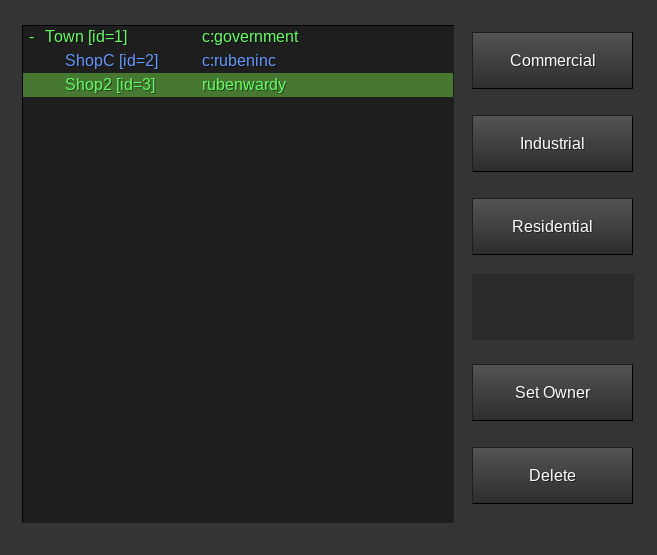 - Town [id=1] c:government
ShopC [id=2] c:rubeninc
Shop2 [id=3] rubenwardy
Commercial
Industrial
Residential
Set Owner
Delete